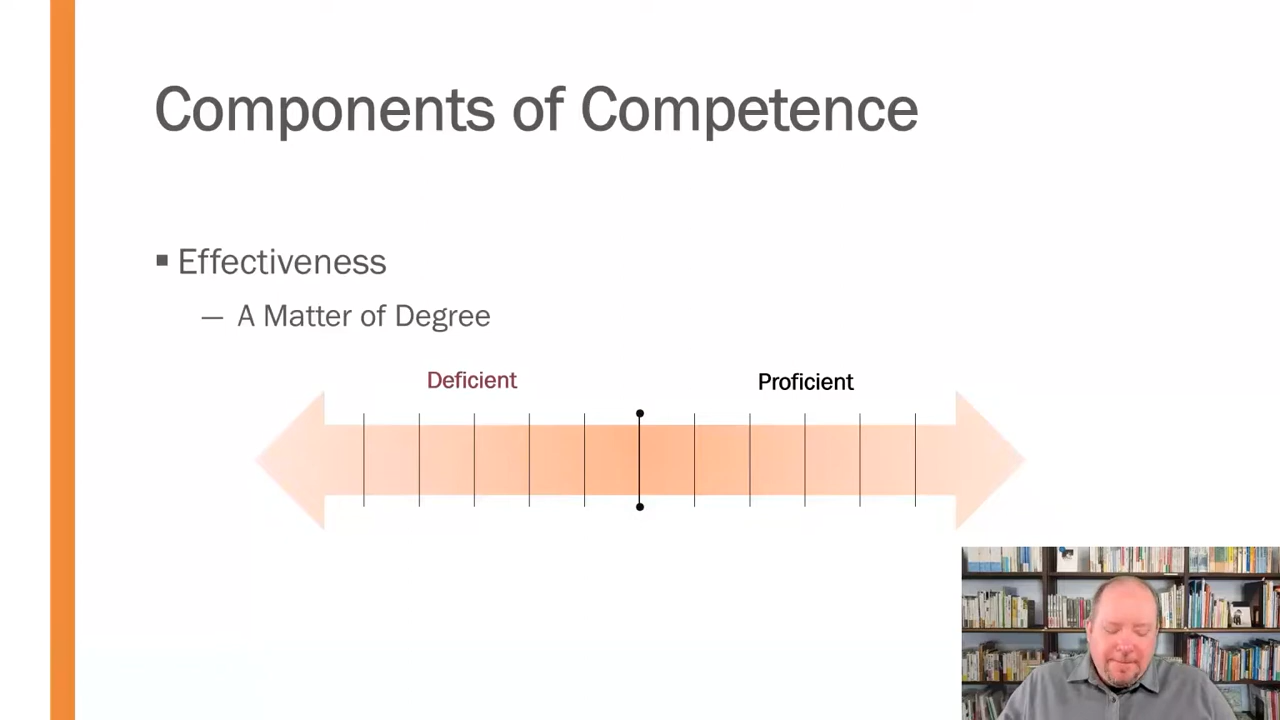 Components of Competence
▪ Effectiveness
— A Matter of Degree
Deficient
Proficient